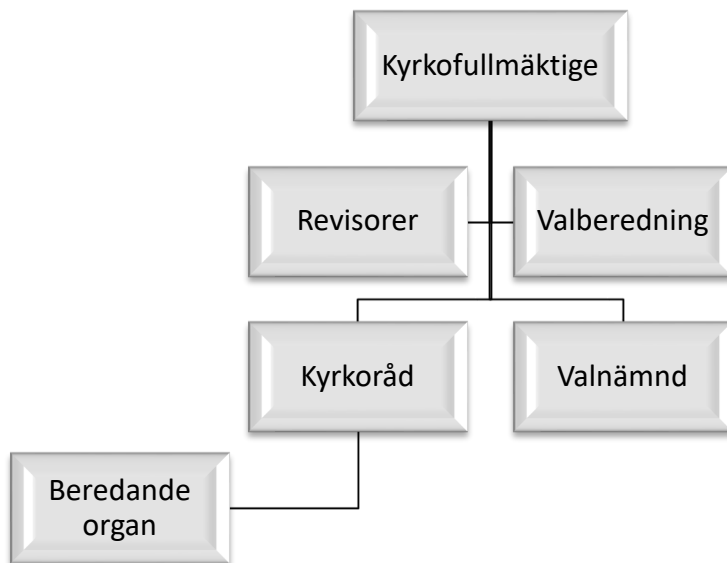 Kyrkofullmäktige
Revisorer
Valberedning
Kyrkoråd
Valnämnd
Beredande
organ